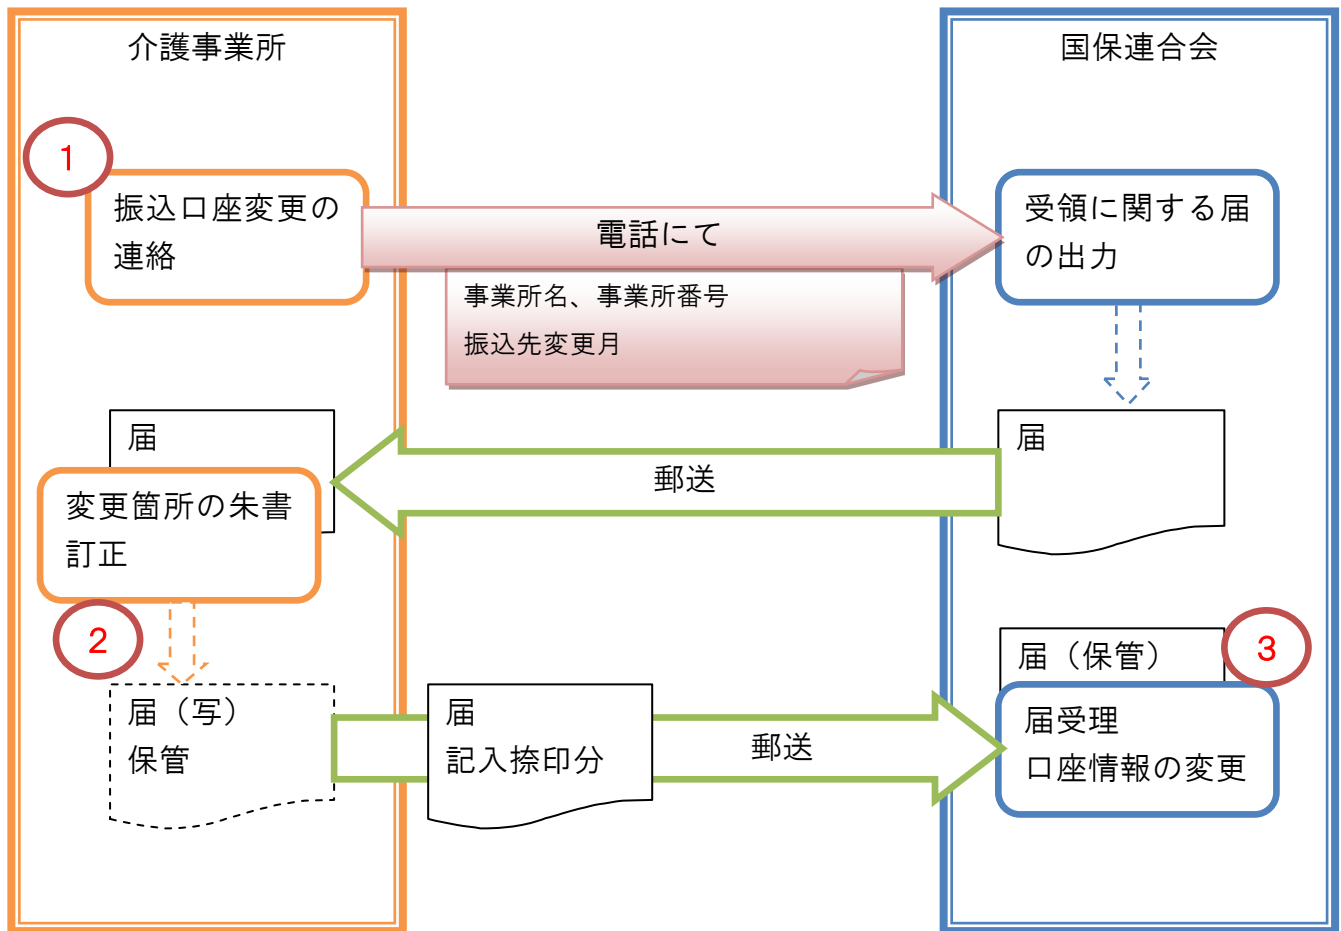 介護事業所
国保連合会
1
振込口座変更の
連絡
電話にて
事業所名、事業所番号
振込先変更月
受領に関する届
の出力
届
郵送
届
変更箇所の朱書
訂正
2
届（写）
保管
届
記入捺印分
郵送
3
届（保管）
届受理
口座情報の変更